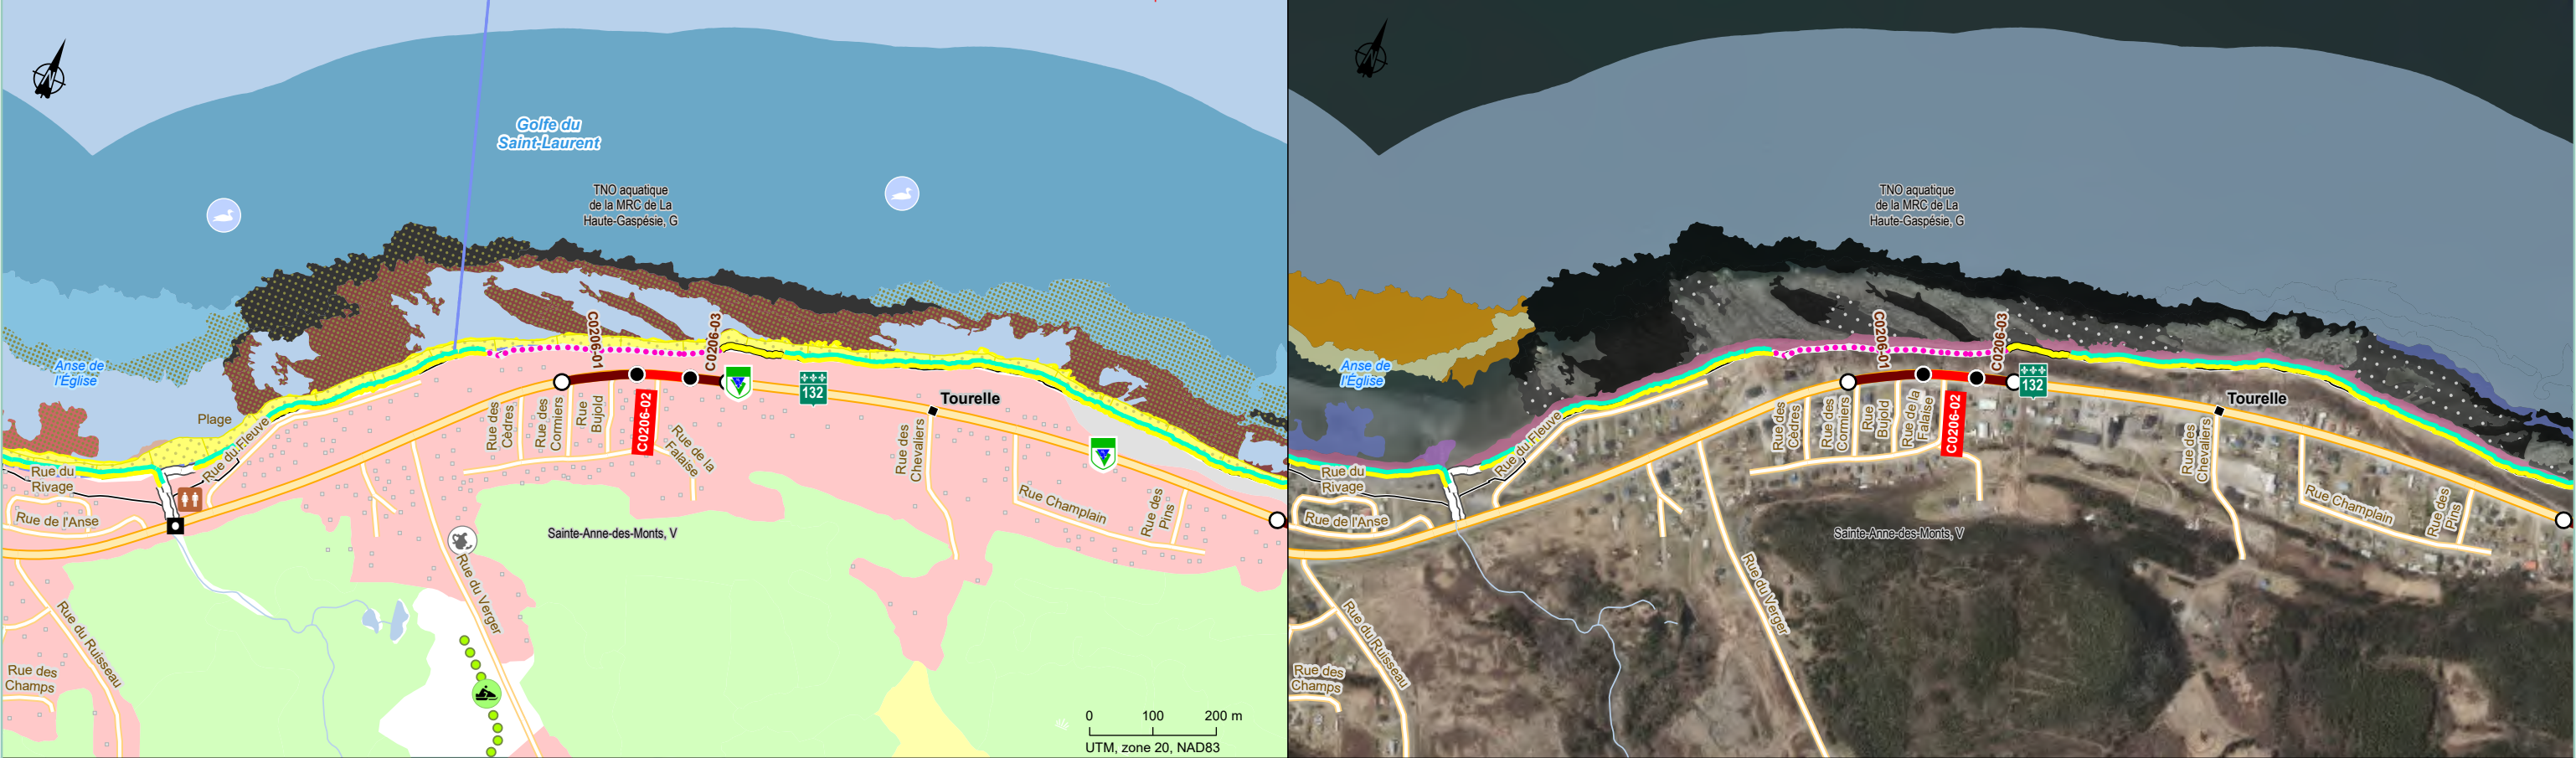 Golfe du
Saint-Laurent
TNO aquatique
de la MRC de La
Haute-Gaspésie, G
Anse de
l'Église
Plage
C0206-01
C0206-03
C0206-02
132
Tourelle
Rue du Fleuve
Rue des
Cèdres
Rue des
Cormiers
Rue
Bujold
Rue de la
Falaise
Rue des
Chevaliers
Rue Champlain
Rue des
Pins
Rue du
Rivage
Rue de l'Anse
Sainte-Anne-des-Monts, V
Rue du Verger
Rue du Ruisseau
Rue des
Champs
0 100 200 m
UTM, zone 20, NAD83
TNO aquatique
de la MRC de La
Haute-Gaspésie, G
Anse de
l'Église
C0206-01
C0206-03
C0206-02
132
Tourelle
Rue du Fleuve
Rue des
Cèdres
Rue des
Cormiers
Rue
Bujold
Rue de la
Falaise
Rue des
Chevaliers
Rue Champlain
Rue des
Pins
Rue du
Rivage
Rue de l'Anse
Sainte-Anne-des-Monts, V
Rue du Verger
Rue du Ruisseau
Rue des
Champs